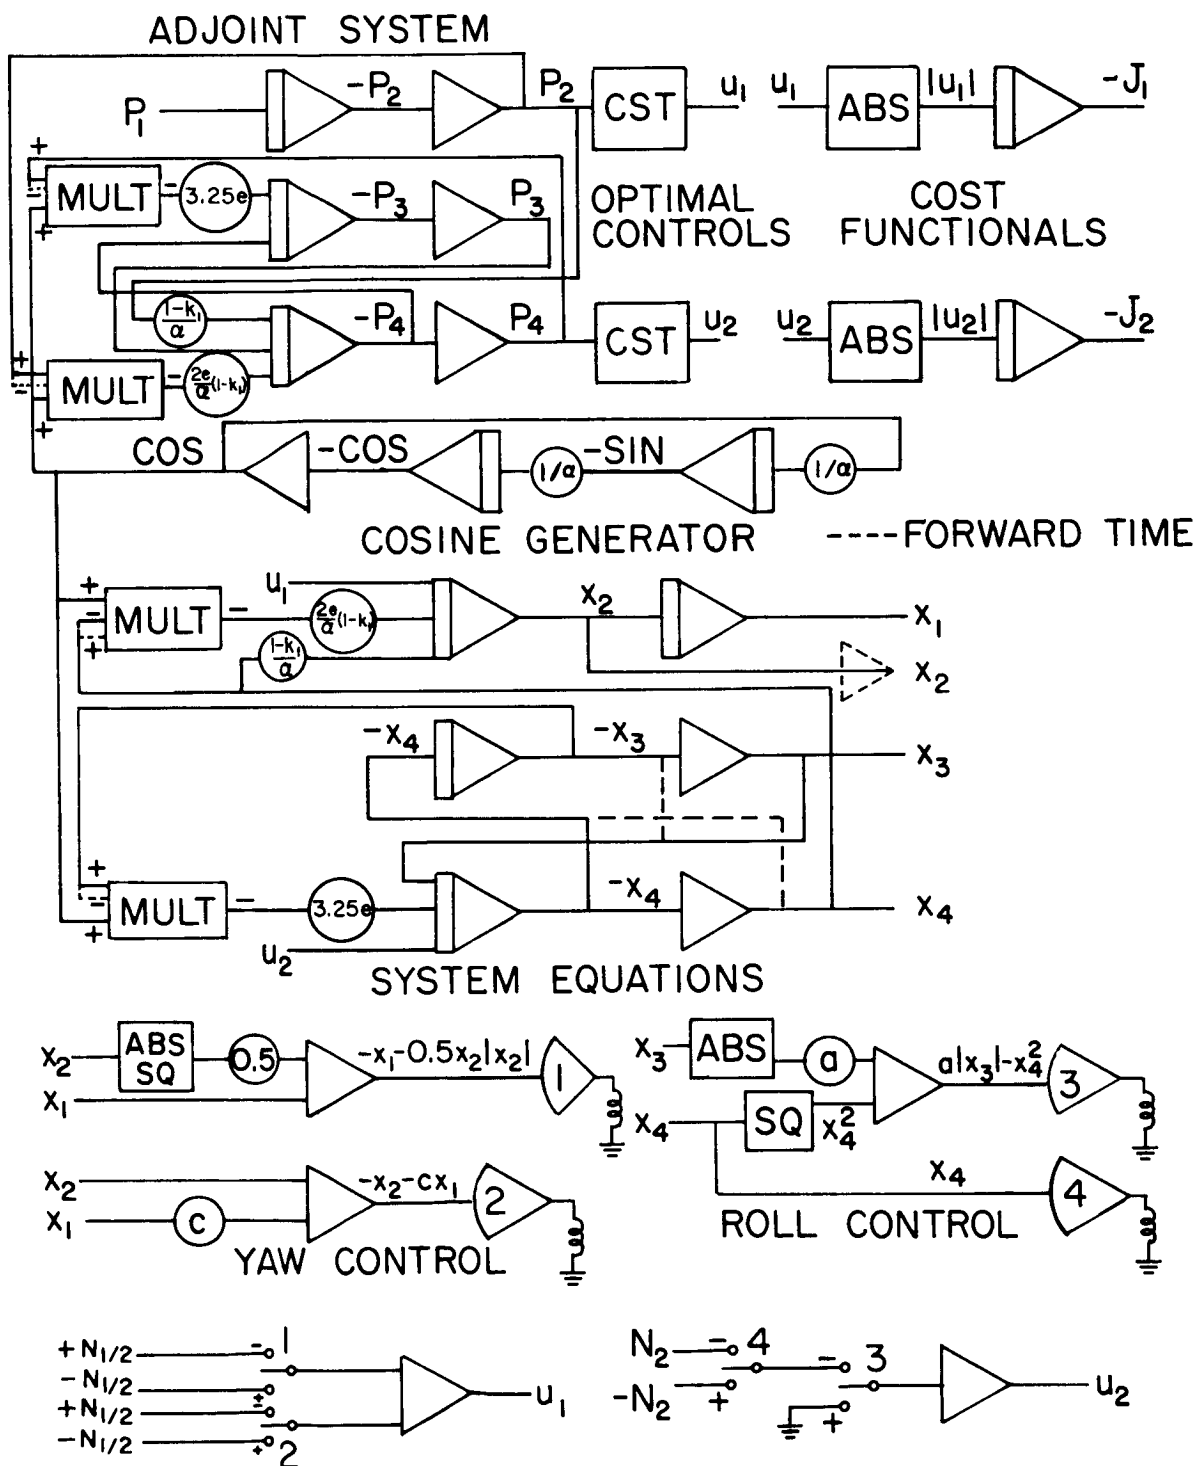 ADJOINT SYSTEM
P₁ -P₂ P₂ CST u₁ u₁ ABS |u₁| -J₁
+
MULT - 3.25e -P₃ P₃ OPTIMAL CONTROLS COST FUNCTIONALS
-
+
1-k₁/α -P₄ P₄ CST u₂ u₂ ABS |u₂| -J₂
+
MULT - 2e/α(1-k₁)
-
+
COS -COS 1/α -SIN 1/α
COSINE GENERATOR ----FORWARD TIME
u₁
+
- MULT - 2e/α(1-k₁) x₂ x₁
+
1-k₁/α x₂
-x₄ -x₃ x₃
+
- MULT - 3.25e -x₄ x₄
+
u₂
SYSTEM EQUATIONS
x₂ ABS SQ 0.5 -x₁-0.5x₂|x₂| 1
x₁
x₃ ABS a a|x₃|-x₄² 3
x₄ SQ x₄²
x₂ -x₂-cx₁ 2
x₁ c
x₄ 4
YAW CONTROL ROLL CONTROL
+N₁/₂ - 1
-N₁/₂ +
+N₁/₂ -
-N₁/₂ + 2
u₁
N₂ - 4 - 3
-N₂ + +
u₂